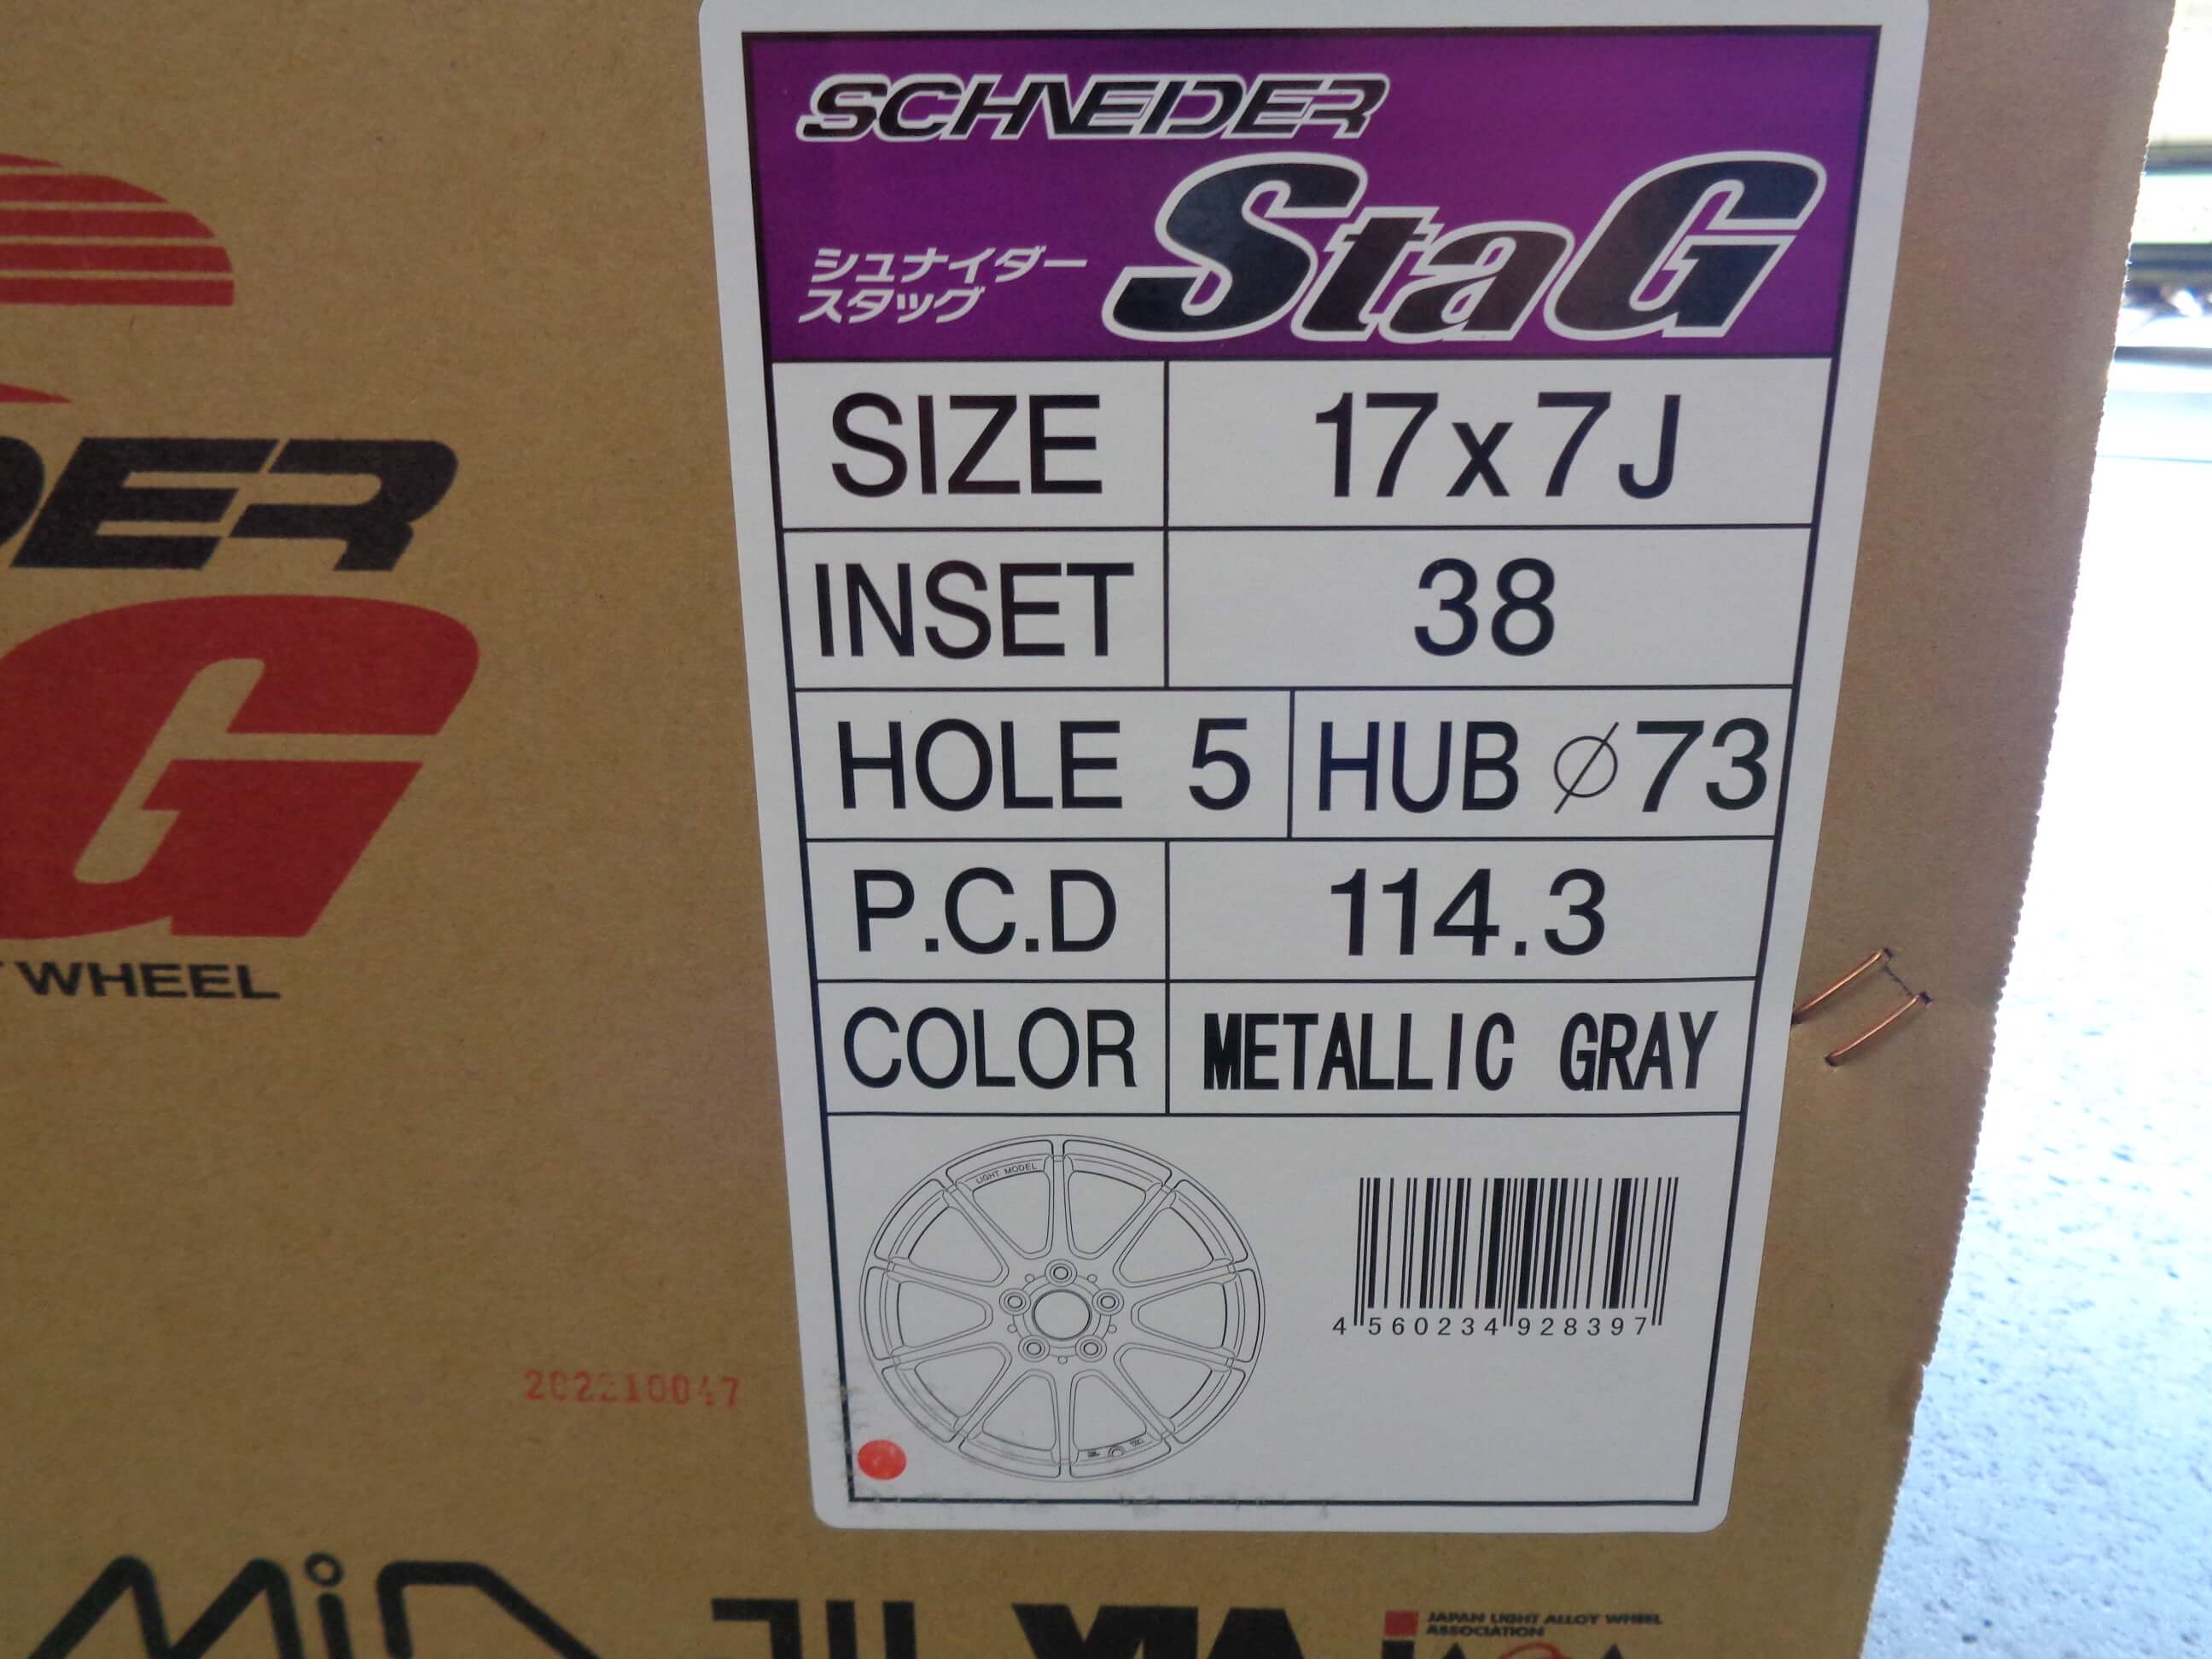 SCHNEIDER
StaG
シュナイダー
スタッグ
SIZE 17x7J
INSET 38
HOLE 5 HUB ⌀73
P.C.D 114.3
COLOR METALLIC GRAY
LIGHT MODEL
4 560234 928397
DER
G
WHEEL
202210047
JAPAN LIGHT ALLOY WHEEL
ASSOCIATION